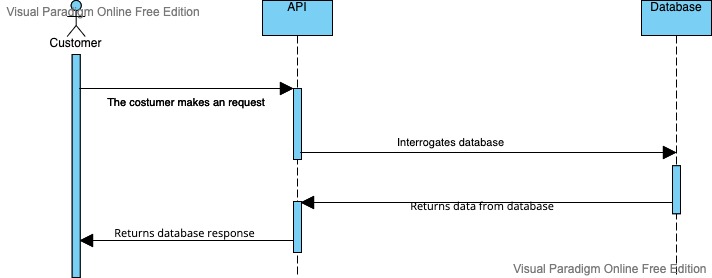 Visual Paradigm Online Free Edition
API
Database
Customer
The costumer makes an request
Interrogates database
Returns data from database
Returns database response
Visual Paradigm Online Free Edition